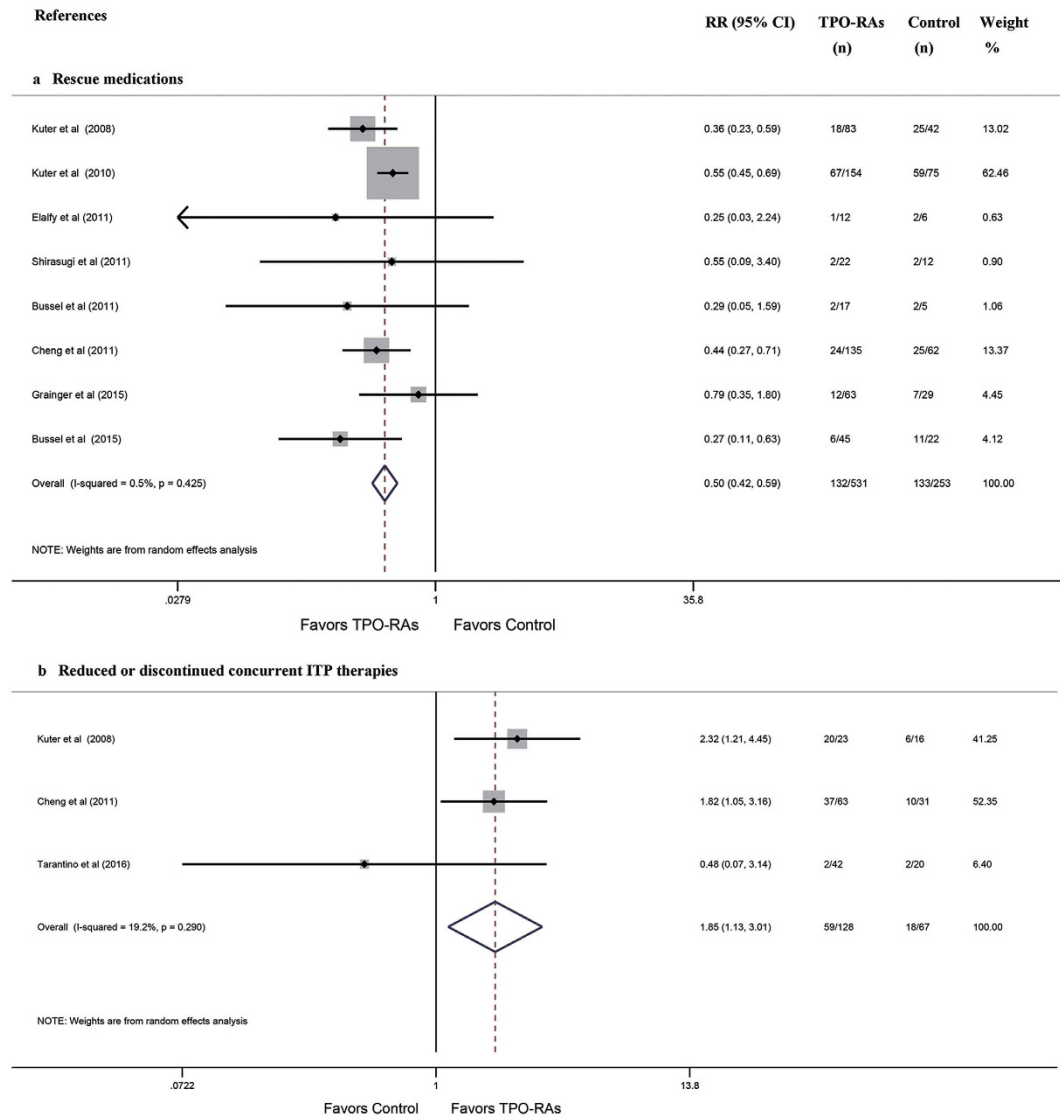 References RR (95% CI) TPO-RAs Control Weight
(n) (n) %
a Rescue medications
Kuter et al (2008) 0.36 (0.23, 0.59) 18/83 25/42 13.02
Kuter et al (2010) 0.55 (0.45, 0.69) 67/154 59/75 62.46
Elalfy et al (2011) 0.25 (0.03, 2.24) 1/12 2/6 0.63
Shirasugi et al (2011) 0.55 (0.09, 3.40) 2/22 2/12 0.90
Bussel et al (2011) 0.29 (0.05, 1.59) 2/17 2/5 1.06
Cheng et al (2011) 0.44 (0.27, 0.71) 24/135 25/62 13.37
Grainger et al (2015) 0.79 (0.35, 1.80) 12/63 7/29 4.45
Bussel et al (2015) 0.27 (0.11, 0.63) 6/45 11/22 4.12
Overall (I-squared = 0.5%, p = 0.425) 0.50 (0.42, 0.59) 132/531 133/253 100.00
NOTE: Weights are from random effects analysis
.0279 1 35.8
Favors TPO-RAs Favors Control
b Reduced or discontinued concurrent ITP therapies
Kuter et al (2008) 2.32 (1.21, 4.45) 20/23 6/16 41.25
Cheng et al (2011) 1.82 (1.05, 3.16) 37/63 10/31 52.35
Tarantino et al (2016) 0.48 (0.07, 3.14) 2/42 2/20 6.40
Overall (I-squared = 19.2%, p = 0.290) 1.85 (1.13, 3.01) 59/128 18/67 100.00
NOTE: Weights are from random effects analysis
.0722 1 13.8
Favors Control Favors TPO-RAs